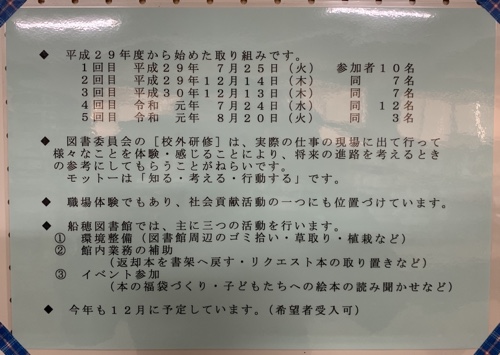 ◆ 平成２９年度から始めた取り組みです。
１回目 平成２９年 ７月２５日（火） 参加者１０名
２回目 平成２９年１２月１４日（木） 同 ７名
３回目 平成３０年１２月１３日（木） 同 ７名
４回目 令和 元年 ７月２４日（水） 同 １２名
５回目 令和 元年 ８月２０日（火） 同 ３名
◆ 図書委員会の［校外研修］は、実際の仕事の現場に出て行って
様々なことを体験・感じることにより、将来の進路を考えるとき
の参考にしてもらうことがねらいです。
モットーは「知る・考える・行動する」です。
◆ 職場体験でもあり、社会貢献活動の一つにも位置づけています。
◆ 船穂図書館では、主に三つの活動を行います。
① 環境整備（図書館周辺のゴミ拾い・草取り・植栽など）
② 館内業務の補助
（返却本を書架へ戻す・リクエスト本の取り置きなど）
③ イベント参加
（本の福袋づくり・子どもたちへの絵本の読み聞かせなど）
◆ 今年も１２月に予定しています。（希望者受入可）